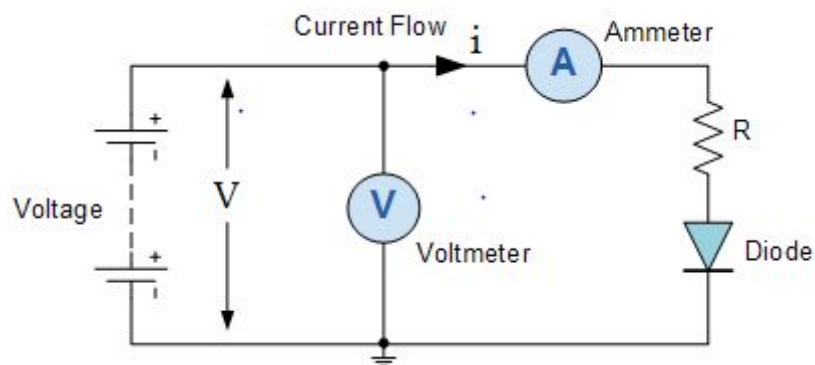 Current Flow
i
Ammeter
A
+
R
V
V
Voltage
Voltmeter
Diode
+